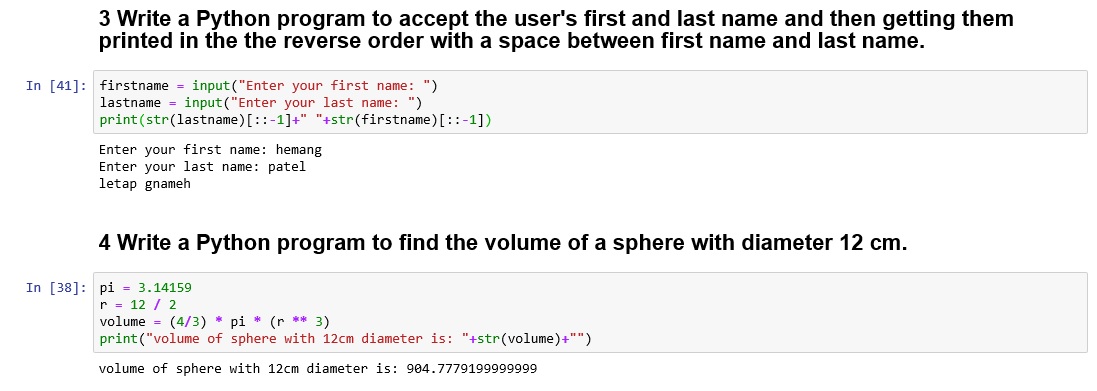 3 Write a Python program to accept the user's first and last name and then getting them
printed in the the reverse order with a space between first name and last name.
In [41]: firstname = input("Enter your first name: ")
lastname = input("Enter your last name: ")
print(str(lastname)[::-1]+" "+str(firstname)[::-1])
Enter your first name: hemang
Enter your last name: patel
letap gnameh
4 Write a Python program to find the volume of a sphere with diameter 12 cm.
In [38]: pi = 3.14159
r = 12 / 2
volume = (4/3) * pi * (r ** 3)
print("volume of sphere with 12cm diameter is: "+str(volume)+"")
volume of sphere with 12cm diameter is: 904.7779199999999